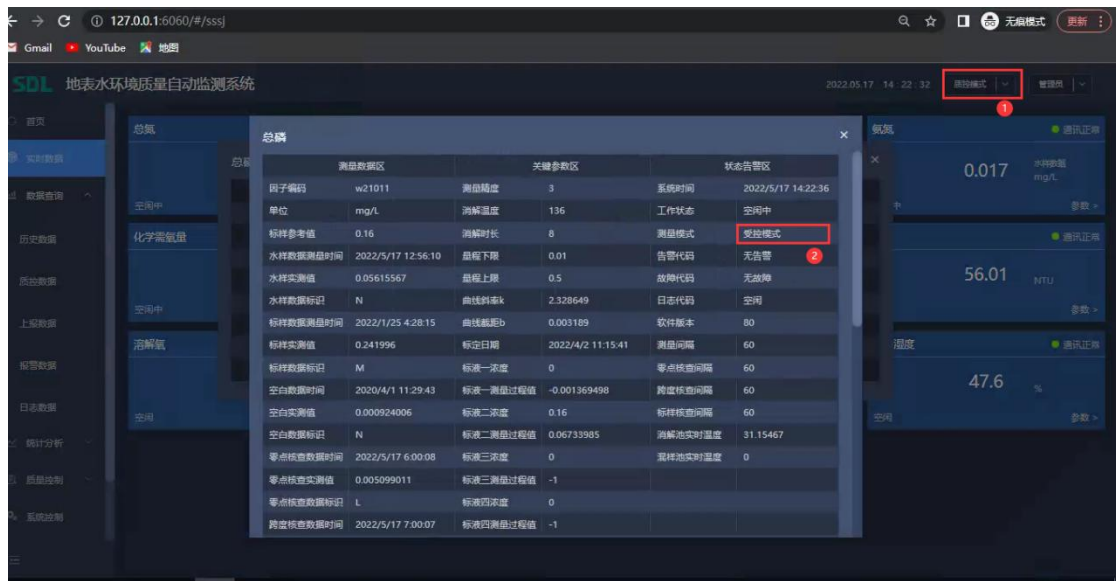 127.0.0.1:6060/#/sssj
无痕模式
更新
Gmail YouTube 地图
SDL 地表水环境质量自动监测系统
2022.05.17 14:22:32
质控模式
管理员
1
首页
实时数据
数据查询
历史数据
质控数据
上报数据
报警数据
日志数据
统计分析
质量控制
系统控制
总氮
空闲中
化学需氧量
空闲中
溶解氧
空闲
总磷 ×
测量数据区 关键参数区 状态告警区
因子编码 w21011 测量精度 3 系统时间 2022/5/17 14:22:36
单位 mg/L 消解温度 136 工作状态 空闲中
标样参考值 0.16 消解时长 8 测量模式 受控模式
水样数据测量时间 2022/5/17 12:56:10 量程下限 0.01 告警代码 无告警 2
水样实测值 0.05615567 量程上限 0.5 故障代码 无故障
水样数据标识 N 曲线斜率k 2.328649 日志代码 空闲
标样数据测量时间 2022/1/25 4:28:15 曲线截距b 0.003189 软件版本 80
标样实测值 0.241996 标定日期 2022/4/2 11:15:41 测量间隔 60
标样数据标识 M 标液一浓度 0 零点核查间隔 60
空白数据时间 2020/4/1 11:29:43 标液一测量过程值 -0.001369498 跨度核查间隔 60
空白实测值 0.000924006 标液二浓度 0.16 标样核查间隔 60
空白数据标识 N 标液二测量过程值 0.06733985 消解池实时温度 31.15467
零点核查数据时间 2022/5/17 6:00:08 标液三浓度 0 混样池实时温度 0
零点核查实测值 0.005099011 标液三测量过程值 -1
零点核查数据标识 L 标液四浓度 0
跨度核查数据时间 2022/5/17 7:00:07 标液四测量过程值 -1
氨氮 通讯正常
0.017 水样数据
mg/L
参数 >
通讯正常
56.01 NTU
参数 >
湿度 通讯正常
47.6 %
空闲 参数 >